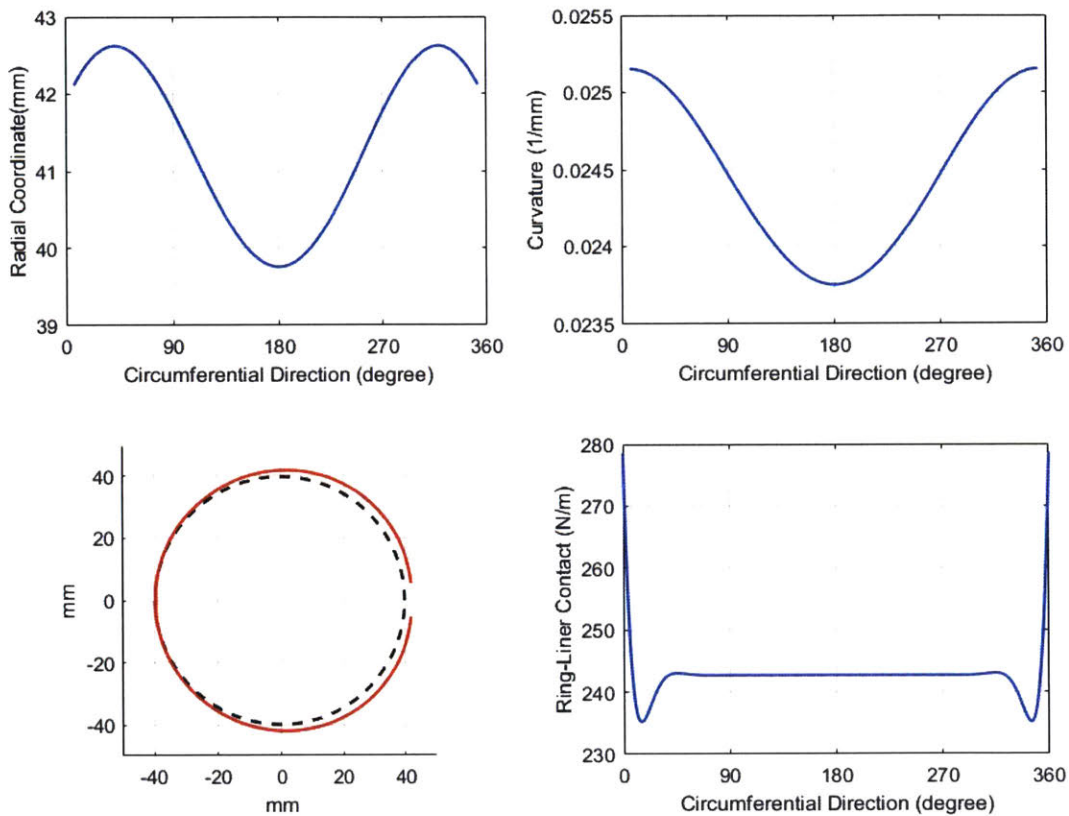 43
42
41
40
39
Radial Coordinate(mm)
0 90 180 270 360
Circumferential Direction (degree)
0.0255
0.025
0.0245
0.024
0.0235
Curvature (1/mm)
0 90 180 270 360
Circumferential Direction (degree)
40
20
0
-20
-40
mm
-40 -20 0 20 40
mm
280
270
260
250
240
230
Ring-Liner Contact (N/m)
0 90 180 270 360
Circumferential Direction (degree)